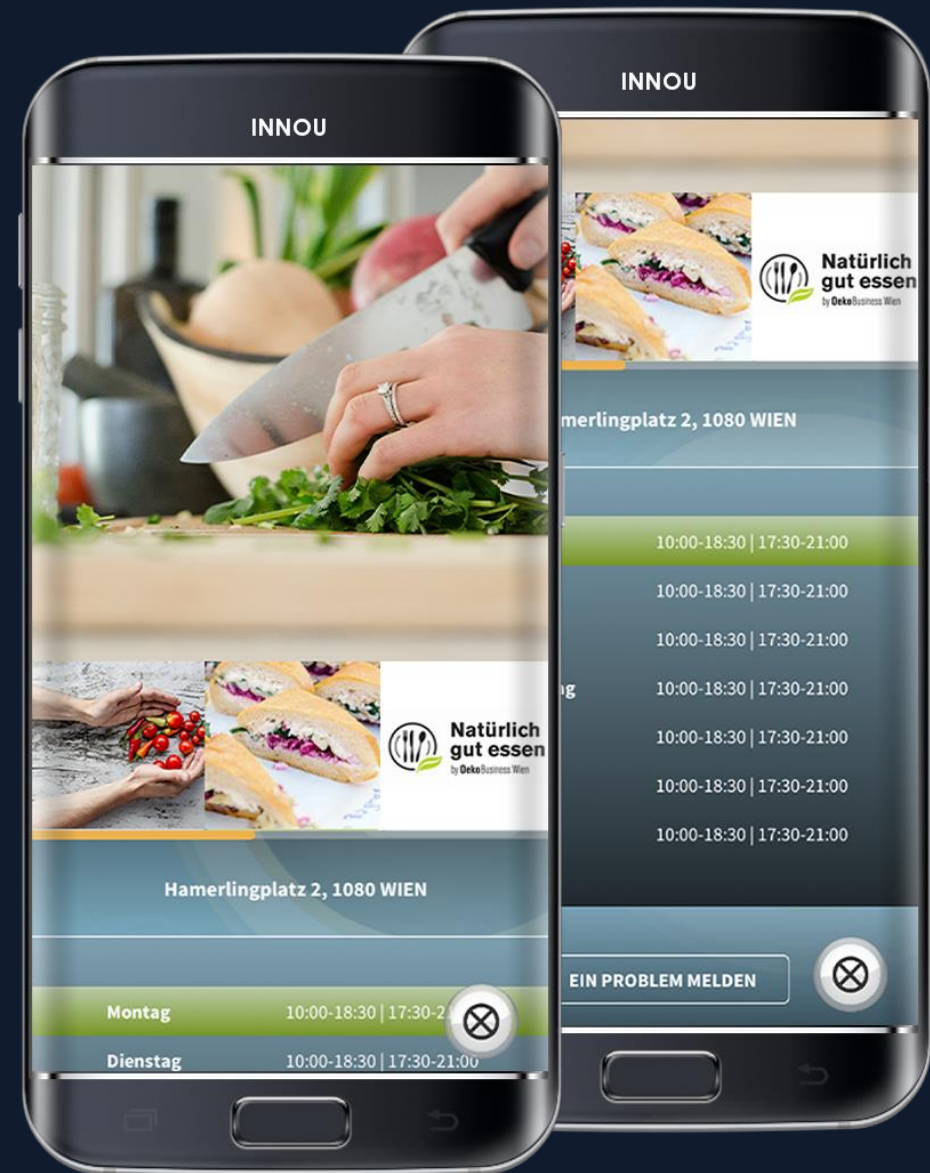 INNOU
Natürlich
gut essen
by OekoBusiness Wien
Hamerlingplatz 2, 1080 WIEN
Montag 10:00-18:30 | 17:30-2
Dienstag 10:00-18:30 | 17:30-21:00
INNOU
Natürlich
gut essen
by OekoBusiness Wien
merlingplatz 2, 1080 WIEN
10:00-18:30 | 17:30-21:00
10:00-18:30 | 17:30-21:00
10:00-18:30 | 17:30-21:00
ag 10:00-18:30 | 17:30-21:00
10:00-18:30 | 17:30-21:00
10:00-18:30 | 17:30-21:00
10:00-18:30 | 17:30-21:00
EIN PROBLEM MELDEN